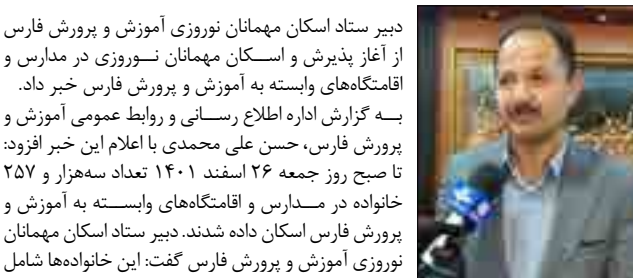 دبیر ستاد اسکان مهمانان نوروزی آموزش و پرورش فارس
از آغاز پذیرش و اسکان مهمانان نوروزی در مدارس و
اقامتگاه‌های وابسته به آموزش و پرورش فارس خبر داد.
به گزارش اداره اطلاع رسانی و روابط عمومی آموزش و
پرورش فارس، حسن علی محمدی با اعلام این خبر افزود:
تا صبح روز جمعه ۲۶ اسفند ۱۴۰۱ تعداد سه‌هزار و ۲۵۷
خانواده در مدارس و اقامتگاه‌های وابسته به آموزش و
پرورش فارس اسکان داده شدند. دبیر ستاد اسکان مهمانان
نوروزی آموزش و پرورش فارس گفت: این خانواده‌ها شامل